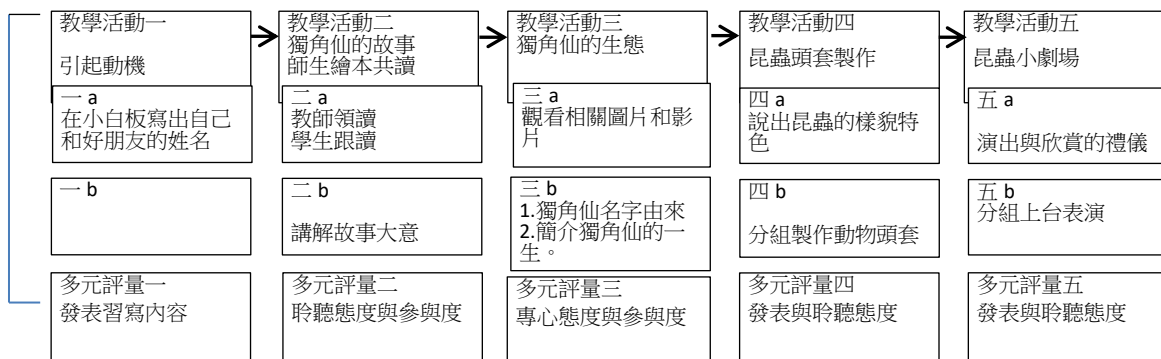 教學活動一
引起動機
一 a
在小白板寫出自己
和好朋友的姓名
一 b
多元評量一
發表習寫內容
教學活動二
獨角仙的故事
師生繪本共讀
二 a
教師領讀
學生跟讀
二 b
講解故事大意
多元評量二
聆聽態度與參與度
教學活動三
獨角仙的生態
三 a
觀看相關圖片和影
片
三 b
1.獨角仙名字由來
2.簡介獨角仙的一
生。
多元評量三
專心態度與參與度
教學活動四
昆蟲頭套製作
四 a
說出昆蟲的樣貌特
色
四 b
分組製作動物頭套
多元評量四
發表與聆聽態度
教學活動五
昆蟲小劇場
五 a
演出與欣賞的禮儀
五 b
分組上台表演
多元評量五
發表與聆聽態度